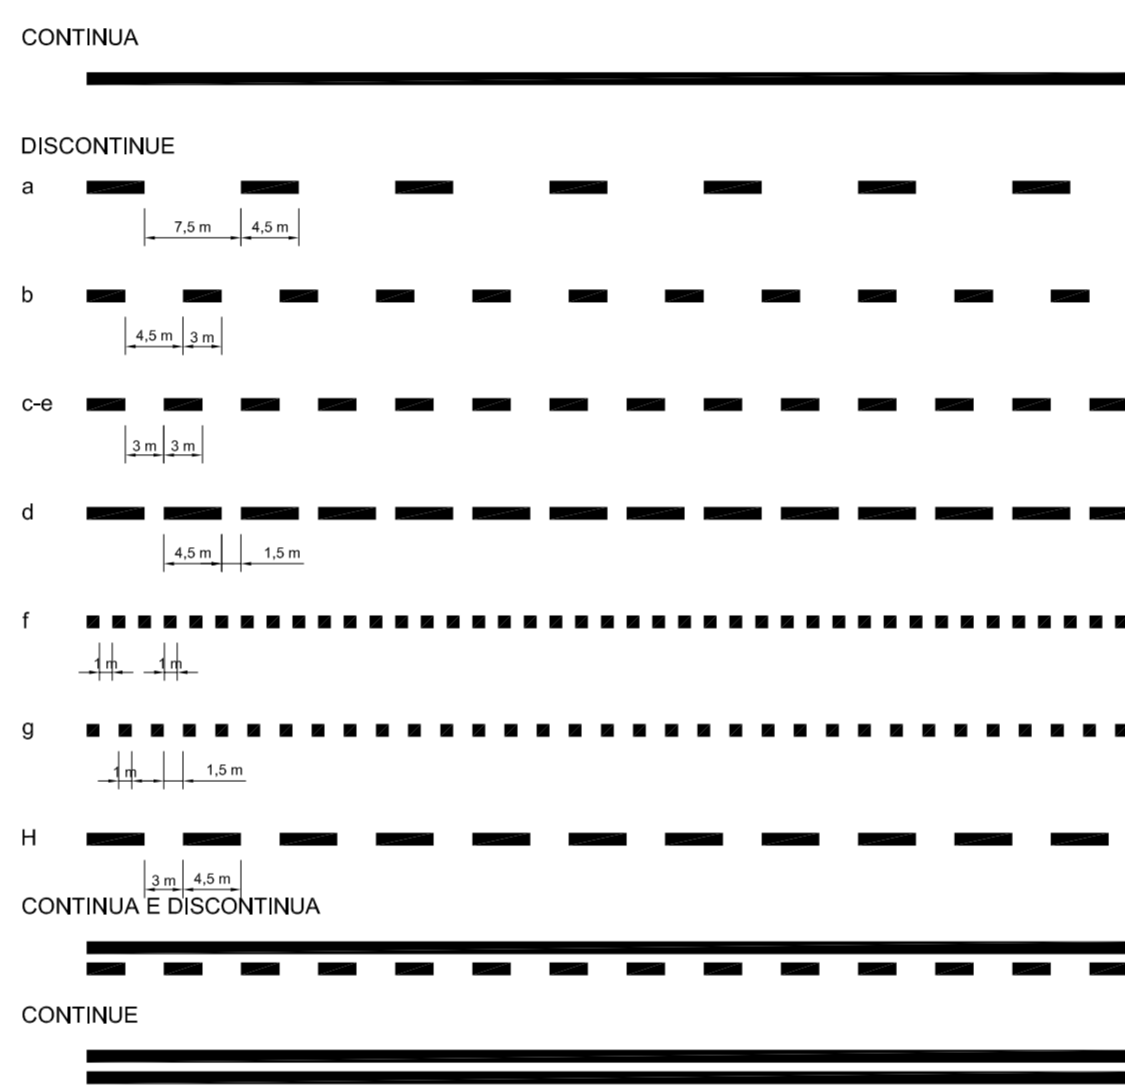 CONTINUA
DISCONTINUE
a
7,5 m 4,5 m
b
4,5 m 3 m
c-e
3 m 3 m
d
4,5 m 1,5 m
f
1 m 1 m
g
1 m 1,5 m
H
3 m 4,5 m
CONTINUA E DISCONTINUA
CONTINUE